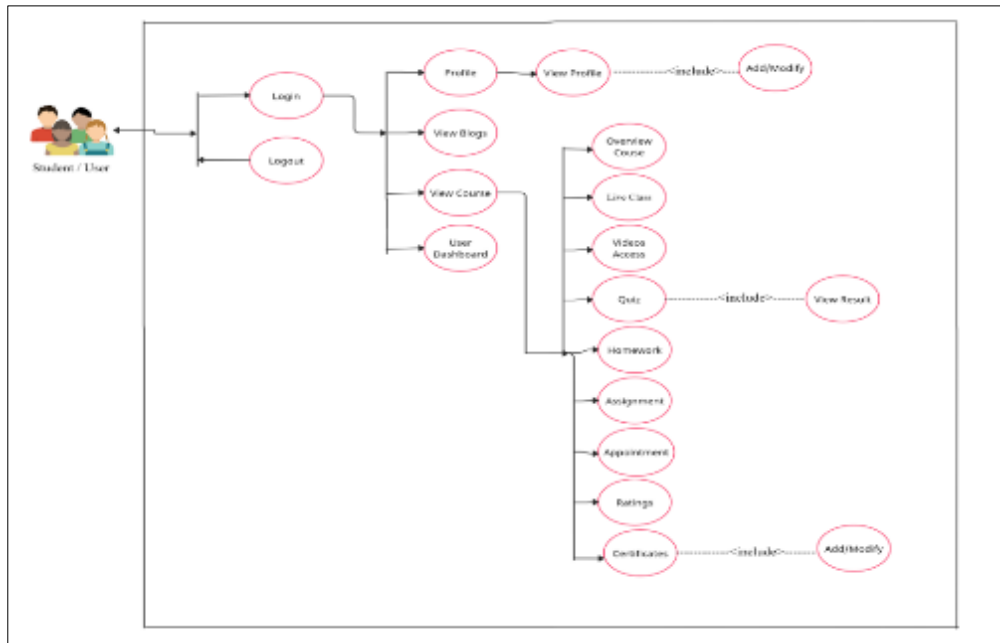 Profile
View Profile
<include>
Add/Modify
Login
Student / User
View Blogs
Logout
View Course
User
Dashboard
Overview
Couse
Live Class
Videos
Access
Quiz
<include>
View Result
Homework
Assignment
Appointment
Ratings
Certificates
<include>
Add/Modify